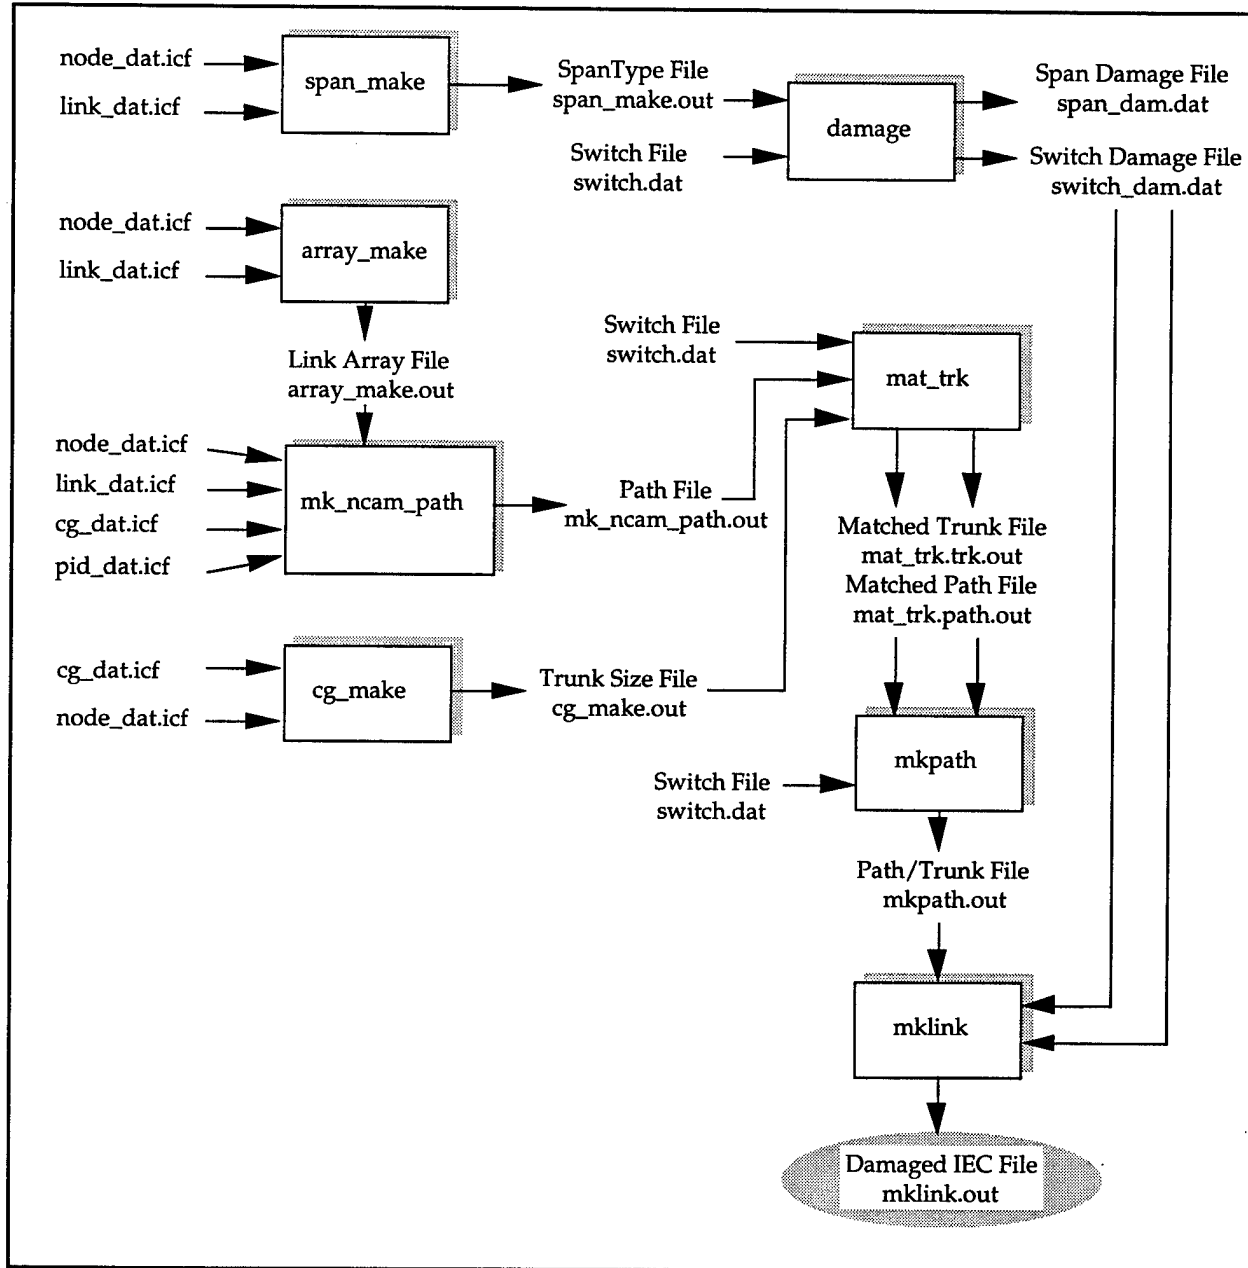 node_dat.icf
link_dat.icf
span_make
SpanType File
span_make.out
Switch File
switch.dat
damage
Span Damage File
span_dam.dat
Switch Damage File
switch_dam.dat
node_dat.icf
link_dat.icf
array_make
Link Array File
array_make.out
Switch File
switch.dat
mat_trk
node_dat.icf
link_dat.icf
cg_dat.icf
pid_dat.icf
mk_ncam_path
Path File
mk_ncam_path.out
Matched Trunk File
mat_trk.trk.out
Matched Path File
mat_trk.path.out
cg_dat.icf
node_dat.icf
cg_make
Trunk Size File
cg_make.out
Switch File
switch.dat
mkpath
Path/Trunk File
mkpath.out
mklink
Damaged IEC File
mklink.out